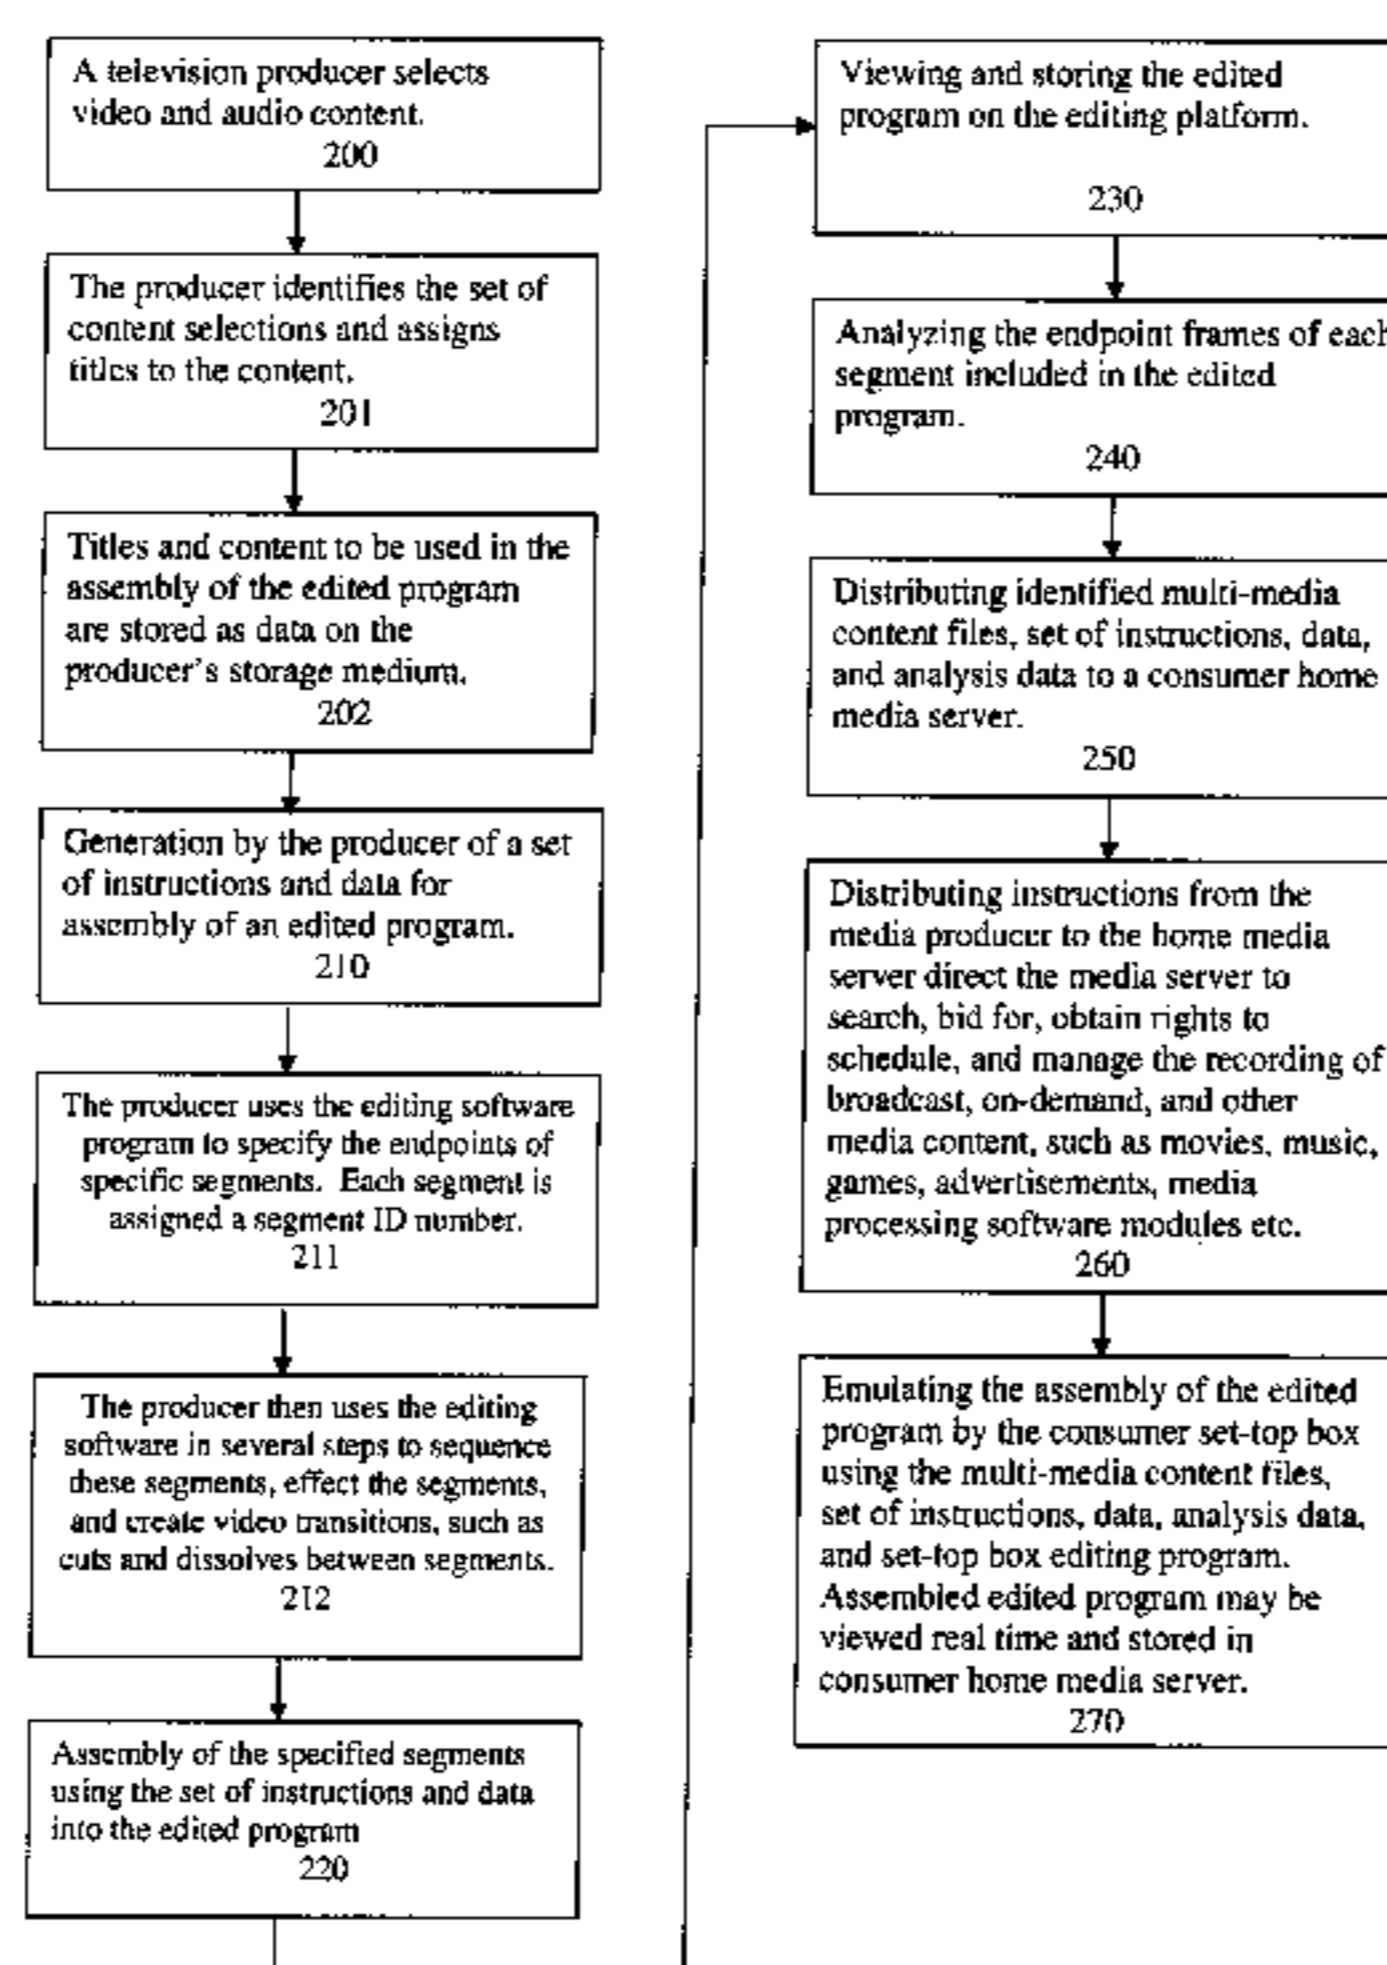 A television producer selects
video and audio content.
200
The producer identifies the set of
content selections and assigns
titles to the content.
201
Titles and content to be used in the
assembly of the edited program
are stored as data on the
producer's storage medium.
202
Generation by the producer of a set
of instructions and data for
assembly of an edited program.
210
The producer uses the editing software
program to specify the endpoints of
specific segments. Each segment is
assigned a segment ID number.
211
The producer then uses the editing
software in several steps to sequence
these segments, effect the segments,
and create video transitions, such as
cuts and dissolves between segments.
212
Assembly of the specified segments
using the set of instructions and data
into the edited program
220
Viewing and storing the edited
program on the editing platform.
230
Analyzing the endpoint frames of each
segment included in the edited
program.
240
Distributing identified multi-media
content files, set of instructions, data,
and analysis data to a consumer home
media server.
250
Distributing instructions from the
media producer to the home media
server direct the media server to
search, bid for, obtain rights to
schedule, and manage the recording of
broadcast, on-demand, and other
media content, such as movies, music,
games, advertisements, media
processing software modules etc.
260
Emulating the assembly of the edited
program by the consumer set-top box
using the multi-media content files,
set of instructions, data, analysis data,
and set-top box editing program.
Assembled edited program may be
viewed real time and stored in
consumer home media server.
270